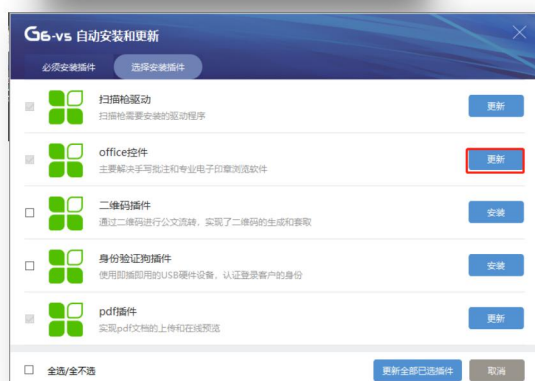 G6-V5 自动安装和更新
必须安装插件 选择安装插件
扫描枪驱动
扫描枪需要安装的驱动程序
更新
office控件
主要解决手写批注和专业电子印章浏览软件
更新
二维码插件
通过二维码进行公文流转，实现了二维码的生成和套取
安装
身份验证狗插件
使用即插即用的USB硬件设备、认证登录客户的身份
安装
pdf插件
实现pdf文档的上传和在线预览
更新
全选/全不选 更新全部已选插件 取消